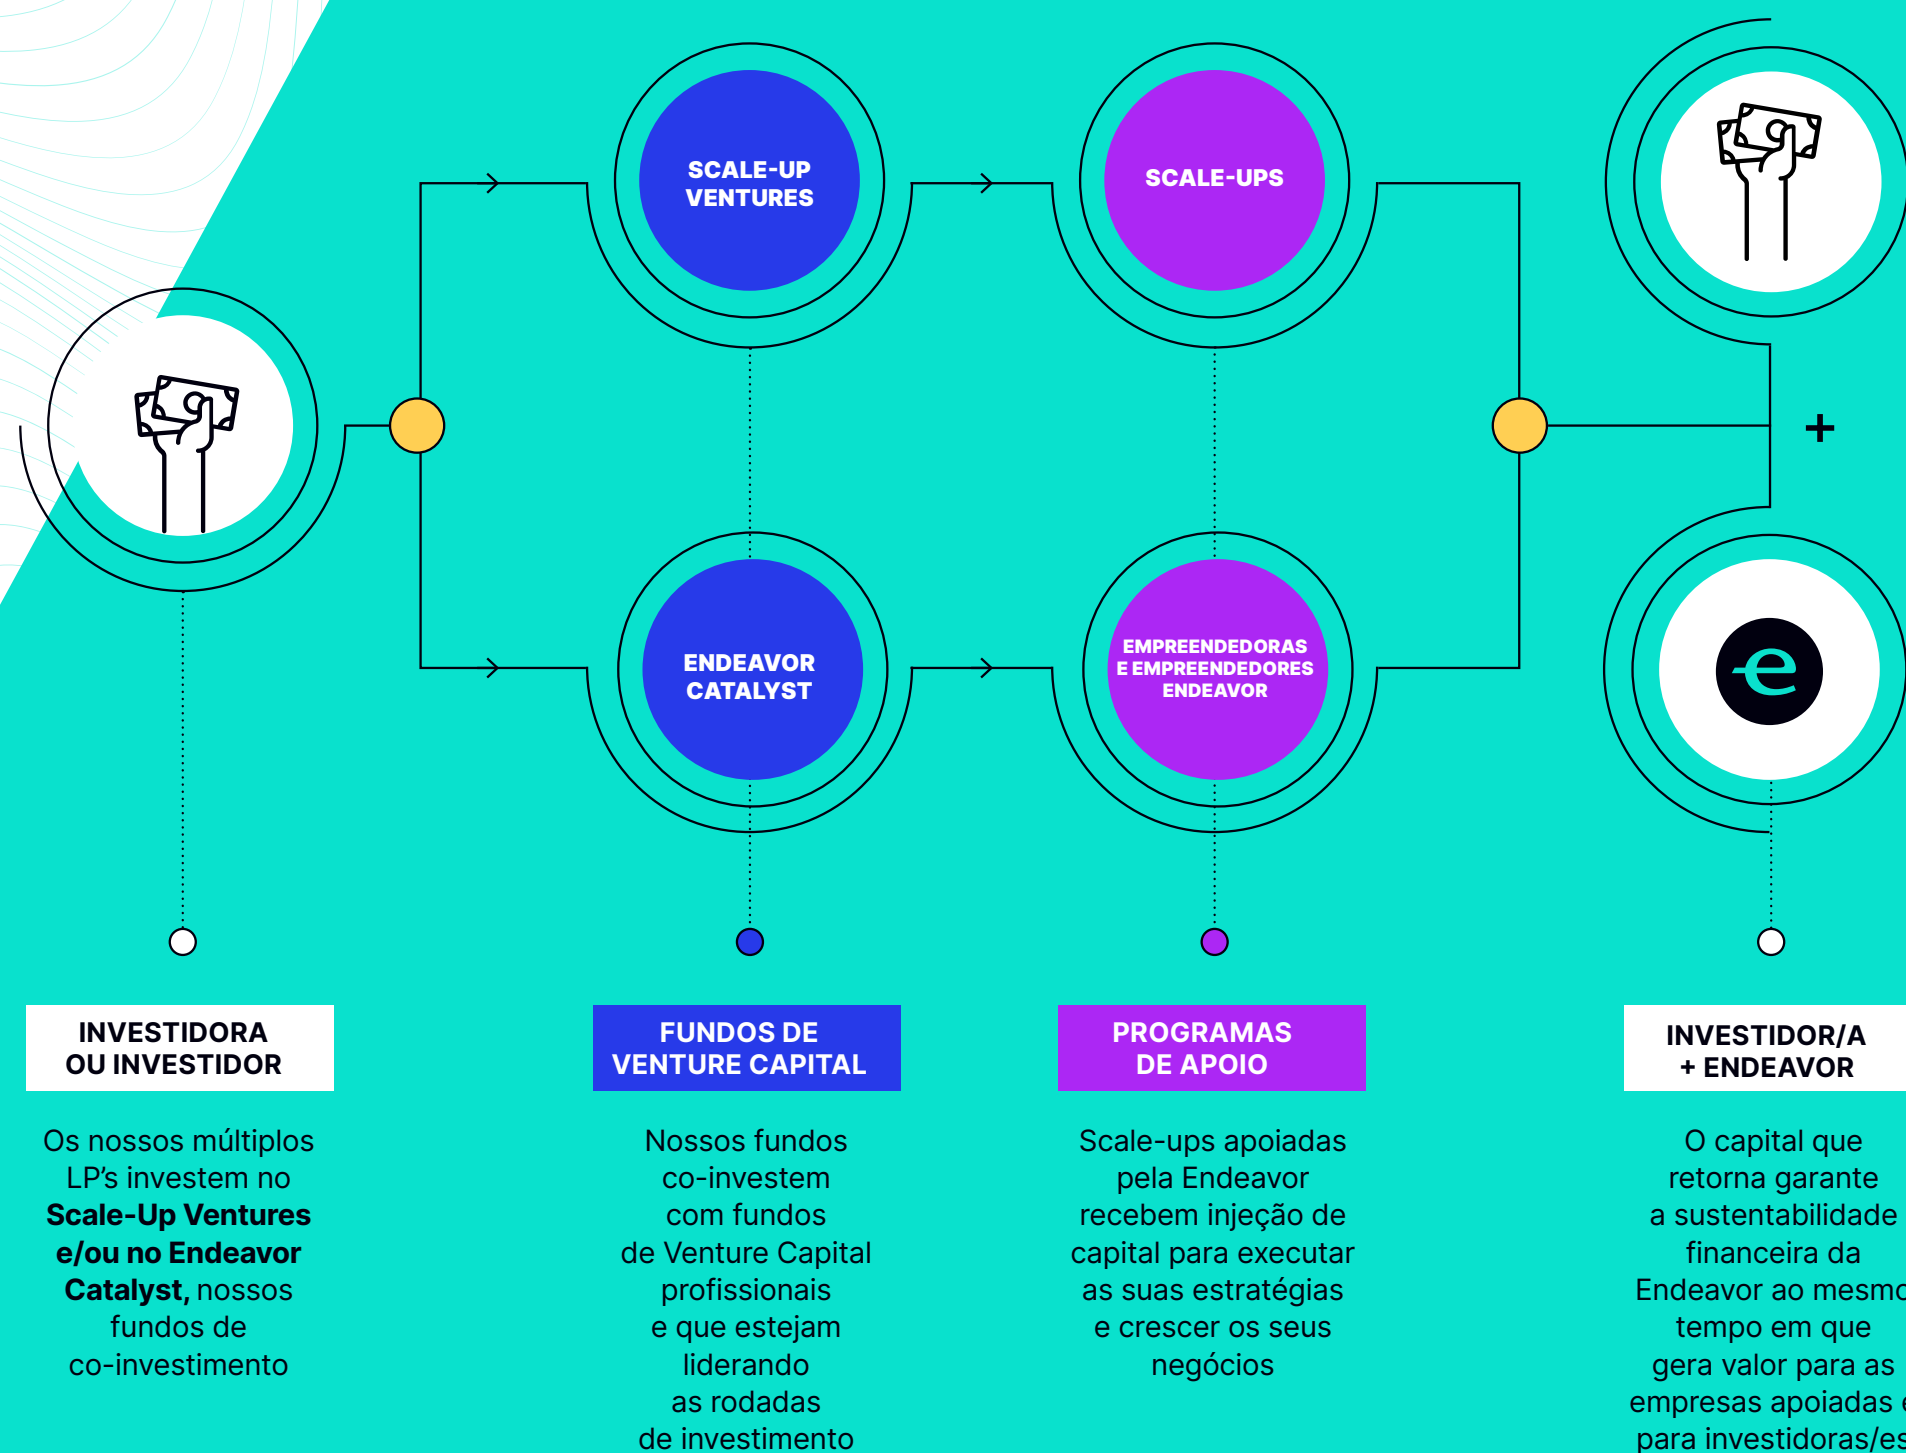 SCALE-UP
VENTURES
SCALE-UPS
+
ENDEAVOR
CATALYST
EMPREENDEDORAS
E EMPREENDEDORES
ENDEAVOR
e
INVESTIDORA
OU INVESTIDOR
Os nossos múltiplos
LP's investem no
Scale-Up Ventures
e/ou no Endeavor
Catalyst, nossos
fundos de
co-investimento
FUNDOS DE
VENTURE CAPITAL
Nossos fundos
co-investem
com fundos
de Venture Capital
profissionais
e que estejam
liderando
as rodadas
de investimento
PROGRAMAS
DE APOIO
Scale-ups apoiadas
pela Endeavor
recebem injeção de
capital para executar
as suas estratégias
e crescer os seus
negócios
INVESTIDOR/A
+ ENDEAVOR
O capital que
retorna garante
a sustentabilidade
financeira da
Endeavor ao mesmo
tempo em que
gera valor para as
empresas apoiadas e
para investidoras/es